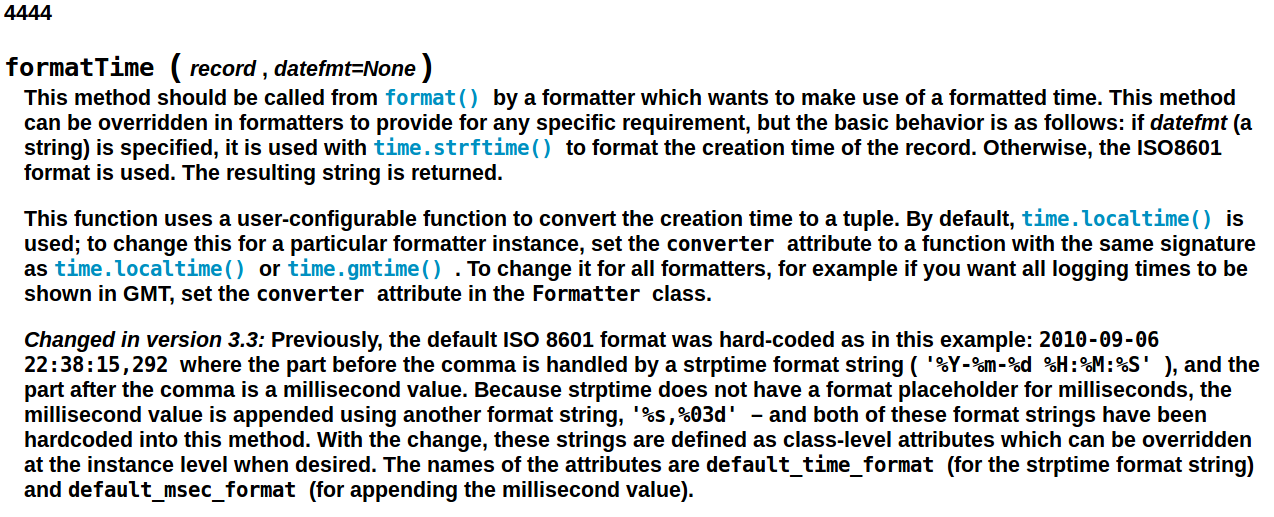 4444
formatTime ( record , datefmt=None )
This method should be called from format() by a formatter which wants to make use of a formatted time. This method
can be overridden in formatters to provide for any specific requirement, but the basic behavior is as follows: if datefmt (a
string) is specified, it is used with time.strftime() to format the creation time of the record. Otherwise, the ISO8601
format is used. The resulting string is returned.
This function uses a user-configurable function to convert the creation time to a tuple. By default, time.localtime() is
used; to change this for a particular formatter instance, set the converter attribute to a function with the same signature
as time.localtime() or time.gmtime() . To change it for all formatters, for example if you want all logging times to be
shown in GMT, set the converter attribute in the Formatter class.
Changed in version 3.3: Previously, the default ISO 8601 format was hard-coded as in this example: 2010-09-06
22:38:15,292 where the part before the comma is handled by a strptime format string ( '%Y-%m-%d %H:%M:%S' ), and the
part after the comma is a millisecond value. Because strptime does not have a format placeholder for milliseconds, the
millisecond value is appended using another format string, '%s,%03d' – and both of these format strings have been
hardcoded into this method. With the change, these strings are defined as class-level attributes which can be overridden
at the instance level when desired. The names of the attributes are default_time_format (for the strptime format string)
and default_msec_format (for appending the millisecond value).